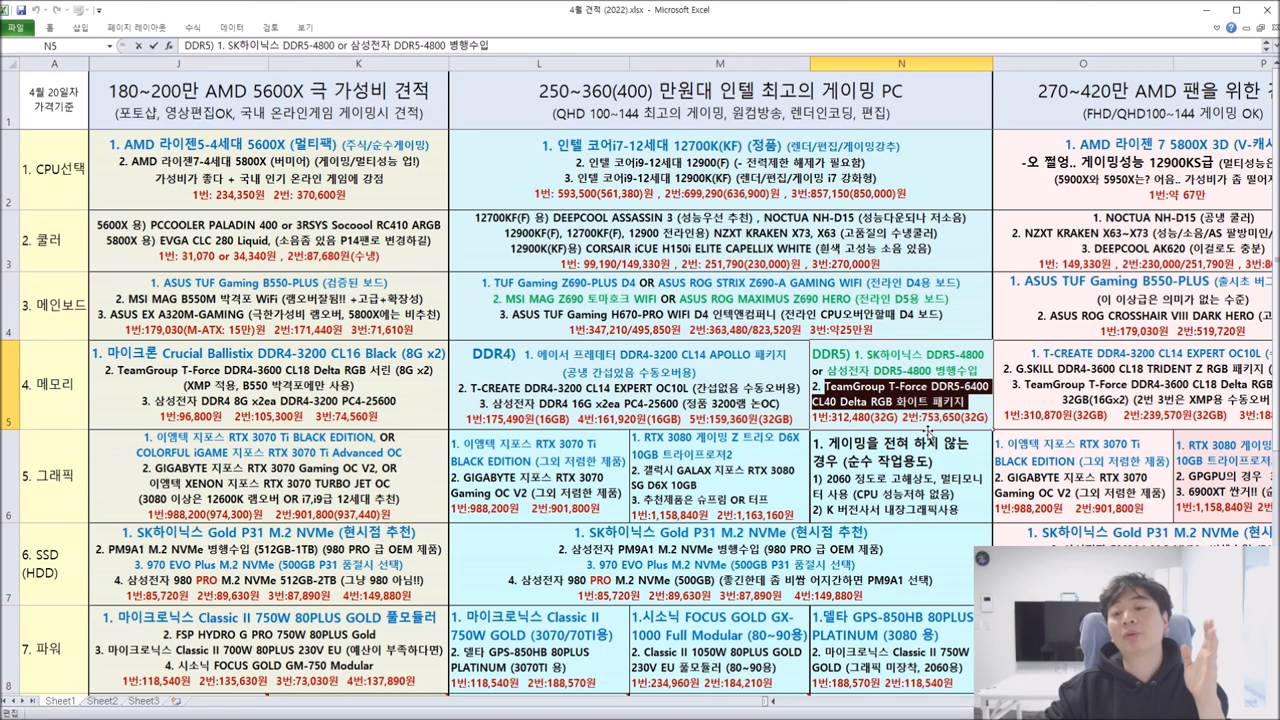 4월 견적 (2022).xlsx - Microsoft Excel
파일 홈 삽입 페이지 레이아웃 수식 데이터 검토 보기
N5 DDR5) 1. SK하이닉스 DDR5-4800 or 삼성전자 DDR5-4800 병행수입
A J K L M N O P
1
4월 20일자
가격기준
180~200만 AMD 5600X 극 가성비 견적
(포토샵, 영상편집OK, 국내 온라인게임 게이밍시 견적)
250~360(400) 만원대 인텔 최고의 게이밍 PC
(QHD 100~144 최고의 게이밍, 원컴방송, 렌더인코딩, 편집)
270~420만 AMD 팬을 위한
(FHD/QHD100~144 게이밍 OK)
2
1. CPU선택
1. AMD 라이젠5-4세대 5600X (멀티팩) (주식/순수게이밍)
2. AMD 라이젠7-4세대 5800X (버미어) (게이밍/멀티성능 업!)
가성비가 좋다 + 국내 인기 온라인 게임에 강점
1번: 234,350원 2번: 370,600원
1. 인텔 코어i7-12세대 12700K(KF) (정품) (렌더/편집/게이밍강추)
2. 인텔 코어i9-12세대 12900(F) (- 전력제한 해제가 필요함)
3. 인텔 코어i9-12세대 12900K(KF) (렌더/편집/게이밍 i7 강화형)
1번: 593,500(561,380)원 , 2번:699,290(636,900)원 , 3번:857,150(850,000)원
1. AMD 라이젠 7 5800X 3D (V-캐시
-오 쩔엉.. 게이밍성능 12900KS급 (멀티성능은
(5900X와 5950X는? 어음.. 가성비가 좀 떨어지
1번:약 67만
3
2. 쿨러
5600X 용) PCCOOLER PALADIN 400 or 3RSYS Socoool RC410 ARGB
5800X 용) EVGA CLC 280 Liquid, (소음좀 있음 P14팬로 변경하길)
1번: 31,070 or 34,340원 , 2번:87,680원(수냉)
12700KF(F) 용) DEEPCOOL ASSASSIN 3 (성능우선 추천) , NOCTUA NH-D15 (성능다운되나 저소음)
12900KF(F), 12700KF(F), 12900 전라인용) NZXT KRAKEN X73, X63 (고품질의 수냉쿨러)
12900K(KF)용) CORSAIR iCUE H150i ELITE CAPELLIX WHITE (흰색 고성능 소음 있음)
1번: 99,190/149,330원 , 2번: 251,790(230,000)원 , 3번:270,000원
1. NOCTUA NH-D15 (공냉 쿨러)
2. NZXT KRAKEN X63~X73 (성능/소음/AS 팔방미인/
3. DEEPCOOL AK620 (이걸로도 충분)
1번: 149,330원 , 2번:230,000/251,790원 , 3번:
4
3. 메인보드
1. ASUS TUF Gaming B550-PLUS (검증된 보드)
2. MSI MAG B550M 박격포 WiFi (램오버잘됨!! +고급+확장성)
3. ASUS EX A320M-GAMING (극한가성비 램오버, 5800X에는 비추천)
1번:179,030(M-ATX: 15만)원 2번:171,440원 3번:71,610원
1. TUF Gaming Z690-PLUS D4 OR ASUS ROG STRIX Z690-A GAMING WIFI (전라인 D4용 보드)
2. MSI MAG Z690 토마호크 WIFI OR ASUS ROG MAXIMUS Z690 HERO (전라인 D5용 보드)
3. ASUS TUF Gaming H670-PRO WIFI D4 인텍앤컴퍼니 (전라인 CPU오버안할때 D4 보드)
1번:347,210/495,850원 2번:363,480/823,520원 3번:약25만원
1. ASUS TUF Gaming B550-PLUS (출시초 버그
(이 이상급은 의미가 없는 수준)
2. ASUS ROG CROSSHAIR VIII DARK HERO (고
1번:179,030원 2번:519,720원
5
4. 메모리
1. 마이크론 Crucial Ballistix DDR4-3200 CL16 Black (8G x2)
2. TeamGroup T-Force DDR4-3600 CL18 Delta RGB 서린 (8G x2)
(XMP 적용, B550 박격포에만 사용)
3. 삼성전자 DDR4 8G x2ea DDR4-3200 PC4-25600
1번:96,800원 2번:105,300원 3번:74,560원
DDR4) 1. 에이서 프레데터 DDR4-3200 CL14 APOLLO 패키지
(공냉 간섭있음 수동오버용)
2. T-CREATE DDR4-3200 CL14 EXPERT OC10L (간섭없음 수동오버용)
3. 삼성전자 DDR4 16G x2ea PC4-25600 (정품 3200램 논OC)
1번:175,490원(16GB) 4번:161,920원(16GB) 5번:159,360원(32GB)
DDR5) 1. SK하이닉스 DDR5-4800
or 삼성전자 DDR5-4800 병행수입
2. TeamGroup T-Force DDR5-6400
CL40 Delta RGB 화이트 패키지
1번:312,480(32G) 2번:753,650(32G)
1. T-CREATE DDR4-3200 CL14 EXPERT OC10L
2. G.SKILL DDR4-3600 CL18 TRIDENT Z RGB 패키지
3. TEAMGROUP T-Force DDR4-3600 CL18
32GB(16Gx2) (2번 3번은 XMP용 수동오버
1번:310,870원(32GB) 2번:239,570원(32GB) 3번:
6
5. 그래픽
1. 이엠텍 지포스 RTX 3070 Ti BLACK EDITION, OR
COLORFUL iGAME 지포스 RTX 3070 Ti Advanced OC
2. GIGABYTE 지포스 RTX 3070 Gaming OC V2, OR
이엠텍 XENON 지포스 RTX 3070 TURBO JET OC
(3080 이상은 12600K 램오버 OR i7,i9급 12세대 추천)
1번:988,200(974,300)원 2번:901,800(937,440)원
1. 이엠텍 지포스 RTX 3070 Ti
BLACK EDITION (그외 저렴한 제품)
2. GIGABYTE 지포스 RTX 3070
Gaming OC V2 (그외 저렴한 제품)
1번:988,200원 2번:901,800원
1. RTX 3080 게이밍 Z 트리오 D6X
10GB 트라이프로져2
2. 갤럭시 GALAX 지포스 RTX 3080
SG D6X 10GB
3. 추천제품은 슈프림 OR 터프
1번:1,158,840원 2번:1,163,160원
1. 게이밍을 전혀 하지 않는
경우 (순수 작업용도)
1) 2060 정도로 고해상도, 멀티모니
터 사용 (CPU 성능저하 없음)
2) K 버전사서 내장그래픽사용
1. 이엠텍 지포스 RTX 3070 Ti
BLACK EDITION (그외 저렴한 제품)
2. GIGABYTE 지포스 RTX 3070
Gaming OC V2 (그외 저렴한 제품)
1번:988,200원 2번:901,800원
1. RTX 3080 게이밍
10GB 트라이프로져
2. GPGPU의 경우
3. 6900XT 싼거!!
1번:1,158,840원 2번
7
6. SSD
(HDD)
1. SK하이닉스 Gold P31 M.2 NVMe (현시점 추천)
2. PM9A1 M.2 NVMe 병행수입 (512GB-1TB) (980 PRO 급 OEM 제품)
3. 970 EVO Plus M.2 NVMe (500GB P31 품절시 선택)
4. 삼성전자 980 PRO M.2 NVMe 512GB-2TB (그냥 980 아님!!)
1번:85,720원 2번:89,630원 3번:87,890원 4번:149,880원
1. SK하이닉스 Gold P31 M.2 NVMe (현시점 추천)
2. 삼성전자 PM9A1 M.2 NVMe 병행수입 (512GB-1TB) (980 PRO 급 OEM 제품)
3. 970 EVO Plus M.2 NVMe (500GB P31 품절시 선택)
4. 삼성전자 980 PRO M.2 NVMe (500GB) (좋긴한데 좀 비쌈 어지간하면 PM9A1 선택)
1번:85,720원 2번:89,630원 3번:87,890원 4번:149,880원
1. SK하이닉스 Gold P31 M.2 NVMe (현시점 추천)
8
7. 파워
1. 마이크로닉스 Classic II 750W 80PLUS GOLD 풀모듈러
2. FSP HYDRO G PRO 750W 80PLUS Gold
3. 마이크로닉스 Classic II 700W 80PLUS 230V EU (예산이 부족하다면)
4. 시소닉 FOCUS GOLD GM-750 Modular
1번:118,540원 2번:135,630원 3번:73,030원 4번:137,890원
1. 마이크로닉스 Classic II
750W GOLD (3070/70TI용)
2. 델타 GPS-850HB 80PLUS
PLATINUM (3070TI 용)
1번:118,540원 2번:188,570원
1.시소닉 FOCUS GOLD GX-
1000 Full Modular (80~90용)
2. Classic II 1050W 80PLUS
230V EU 풀모듈러 (80~90용)
1번:234,960원 2번:184,210원
1.델타 GPS-850HB 80PLUS
PLATINUM (3080 용)
2. 마이크로닉스 Classic II 750W
GOLD (그래픽 미장착, 2060용)
1번:188,570원 2번:118,540원
Sheet1 Sheet2 Sheet3
편집